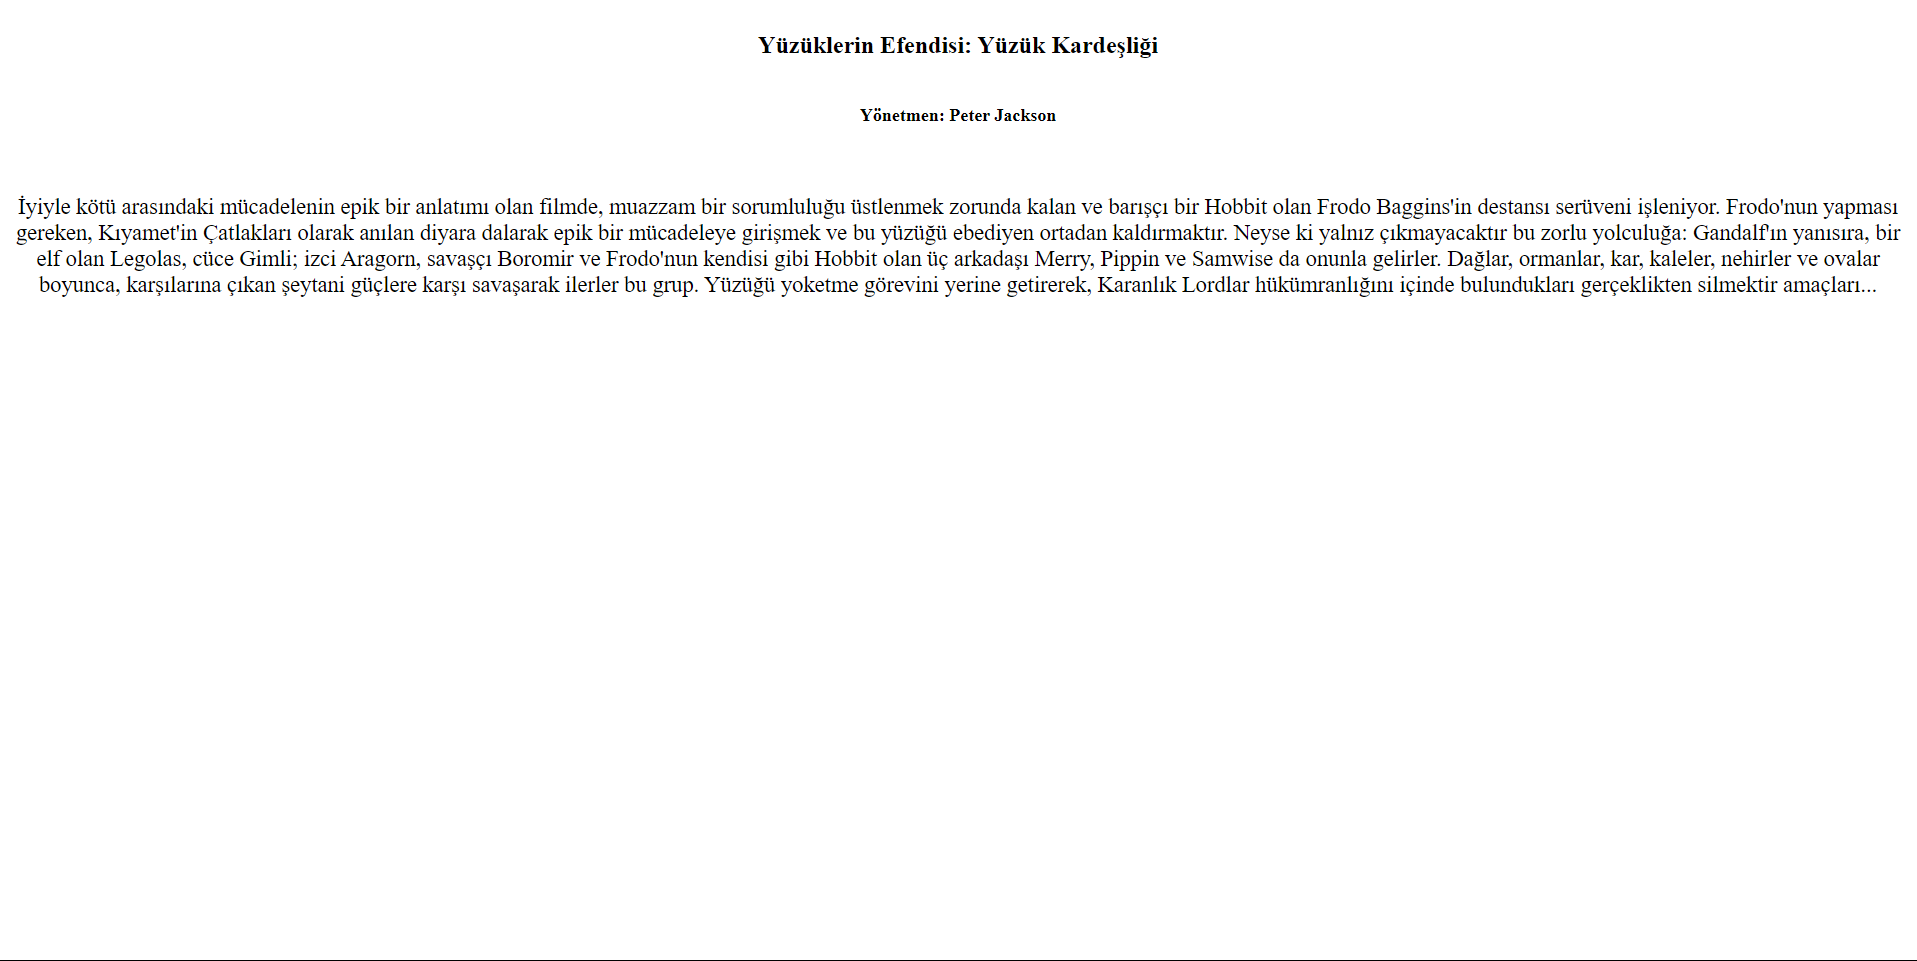 Yüzüklerin Efendisi: Yüzük Kardeşliği
Yönetmen: Peter Jackson
İyiyle kötü arasındaki mücadelenin epik bir anlatımı olan filmde, muazzam bir sorumluluğu üstlenmek zorunda kalan ve barışçı bir Hobbit olan Frodo Baggins'in destansı serüveni işleniyor. Frodo'nun yapması
gereken, Kıyamet'in Çatlakları olarak anılan diyara dalarak epik bir mücadeleye girişmek ve bu yüzüğü ebediyen ortadan kaldırmaktır. Neyse ki yalnız çıkmayacaktır bu zorlu yolculuğa: Gandalf'ın yanısıra, bir
elf olan Legolas, cüce Gimli; izci Aragorn, savaşçı Boromir ve Frodo'nun kendisi gibi Hobbit olan üç arkadaşı Merry, Pippin ve Samwise da onunla gelirler. Dağlar, ormanlar, kar, kaleler, nehirler ve ovalar
boyunca, karşılarına çıkan şeytani güçlere karşı savaşarak ilerler bu grup. Yüzüğü yoketme görevini yerine getirerek, Karanlık Lordlar hükümranlığını içinde bulundukları gerçeklikten silmektir amaçları...